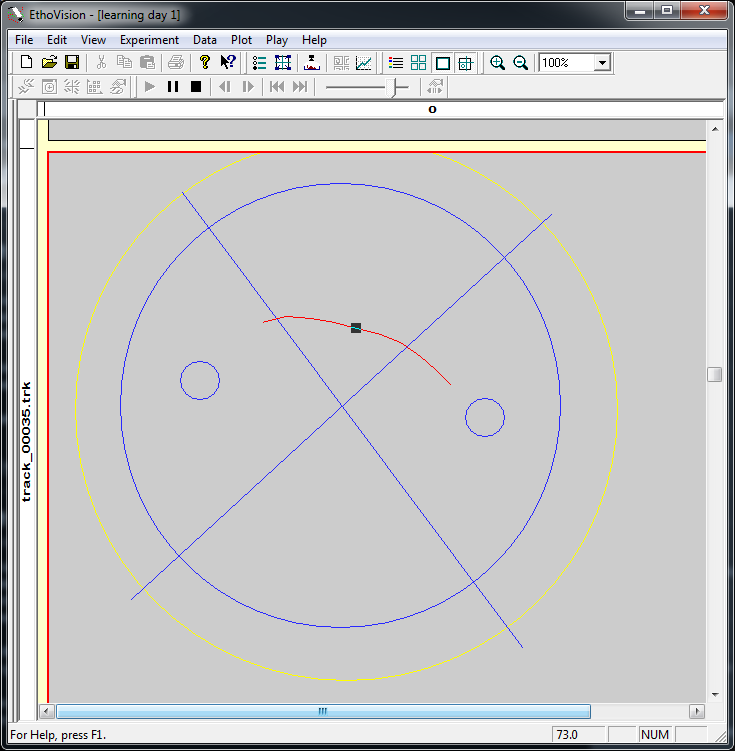 EthoVision - [learning day 1]
File Edit View Experiment Data Plot Play Help
100%
o
track_00035.trk
For Help, press F1.
73.0
NUM